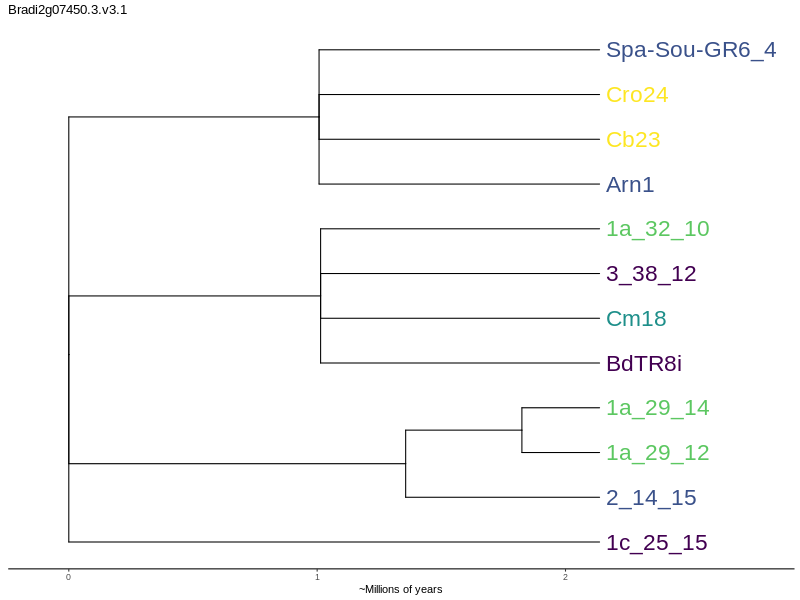 Bradi2g07450.3.v3.1
Spa-Sou-GR6_4
Cro24
Cb23
Arn1
1a_32_10
3_38_12
Cm18
BdTR8i
1a_29_14
1a_29_12
2_14_15
1c_25_15
0 1 2
~Millions of years